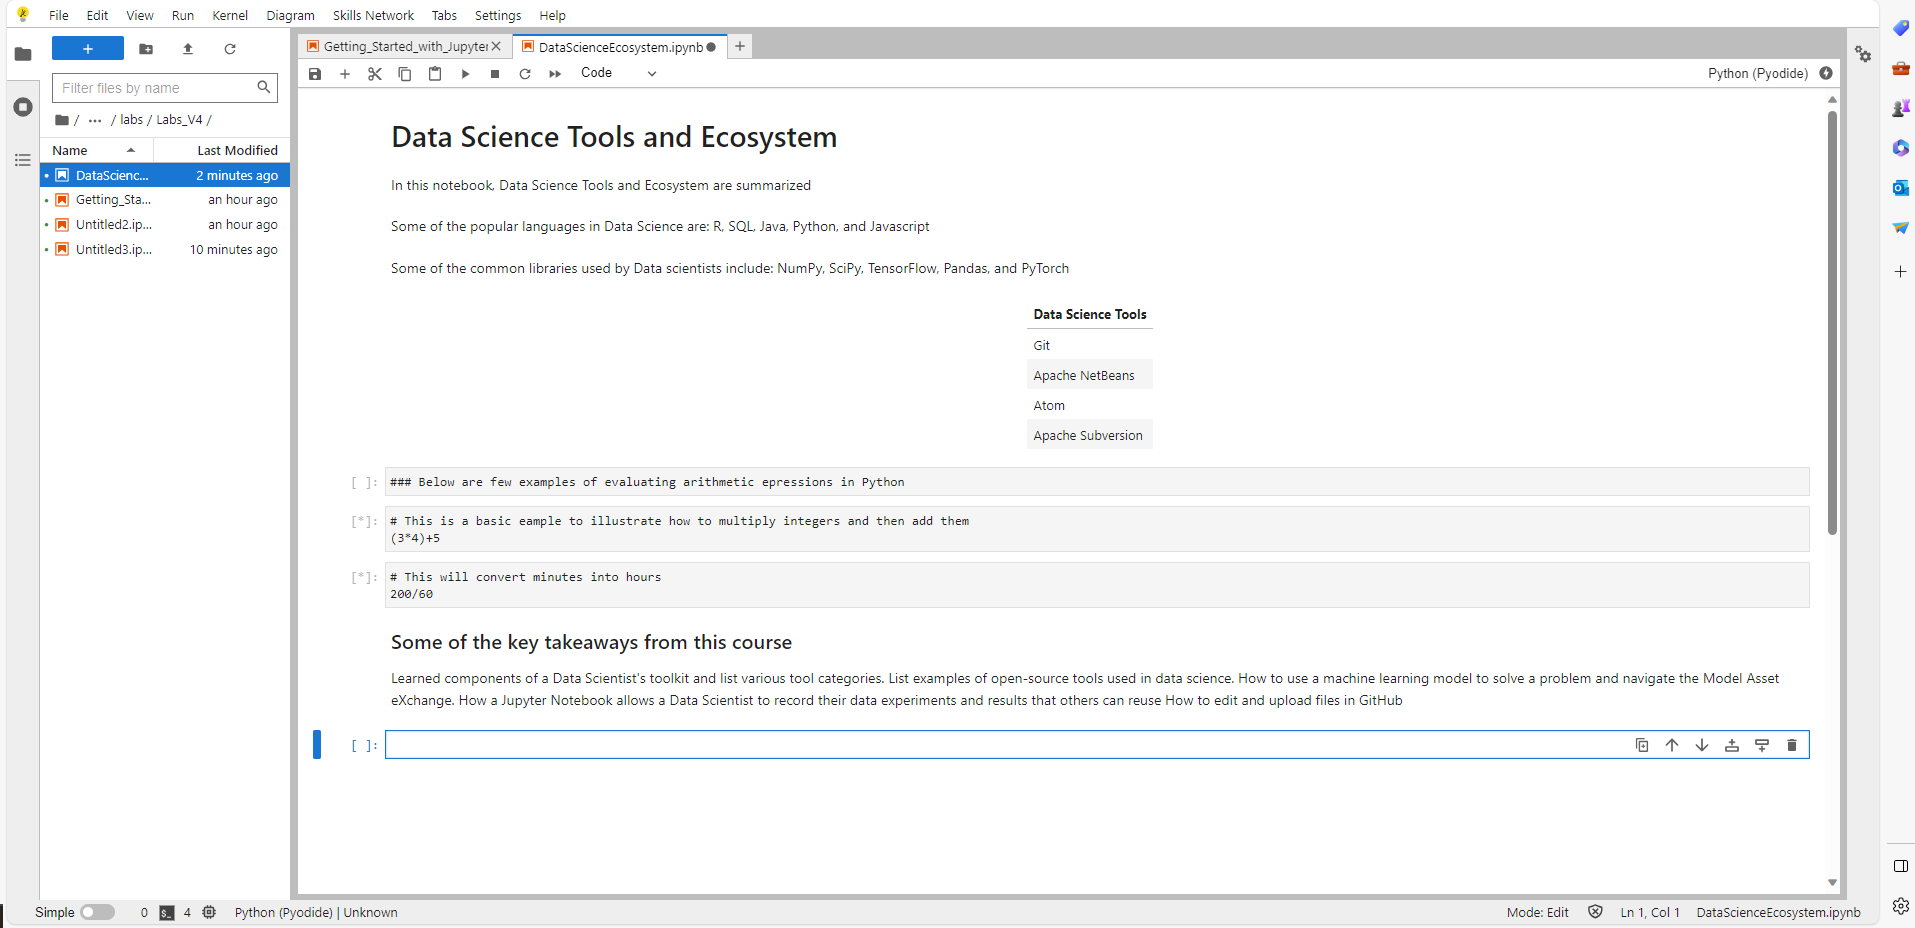 File Edit View Run Kernel Diagram Skills Network Tabs Settings Help
Filter files by name
/ ... / labs / Labs_V4 /
Name Last Modified
DataScienc... 2 minutes ago
Getting_Sta... an hour ago
Untitled2.ip... an hour ago
Untitled3.ip... 10 minutes ago
Getting_Started_with_Jupyter DataScienceEcosystem.ipynb
Code Python (Pyodide)
Data Science Tools and Ecosystem
In this notebook, Data Science Tools and Ecosystem are summarized
Some of the popular languages in Data Science are: R, SQL, Java, Python, and Javascript
Some of the common libraries used by Data scientists include: NumPy, SciPy, TensorFlow, Pandas, and PyTorch
Data Science Tools
Git
Apache NetBeans
Atom
Apache Subversion
[ ]: ### Below are few examples of evaluating arithmetic epressions in Python
[*]: # This is a basic eample to illustrate how to multiply integers and then add them
(3*4)+5
[*]: # This will convert minutes into hours
200/60
Some of the key takeaways from this course
Learned components of a Data Scientist's toolkit and list various tool categories. List examples of open-source tools used in data science. How to use a machine learning model to solve a problem and navigate the Model Asset
eXchange. How a Jupyter Notebook allows a Data Scientist to record their data experiments and results that others can reuse How to edit and upload files in GitHub
[ ]:
Simple 0 $_ 4 Python (Pyodide) | Unknown Mode: Edit Ln 1, Col 1 DataScienceEcosystem.ipynb